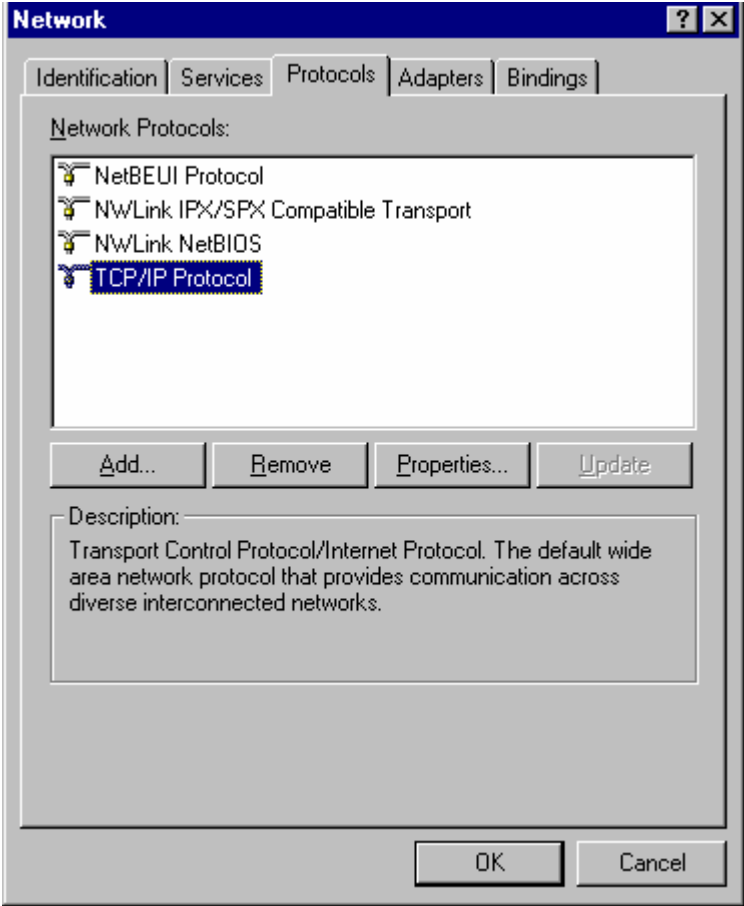 Network
Identification Services Protocols Adapters Bindings
Network Protocols:
NetBEUI Protocol
NWLink IPX/SPX Compatible Transport
NWLink NetBIOS
TCP/IP Protocol
Add... Remove Properties... Update
Description:
Transport Control Protocol/Internet Protocol. The default wide
area network protocol that provides communication across
diverse interconnected networks.
OK Cancel